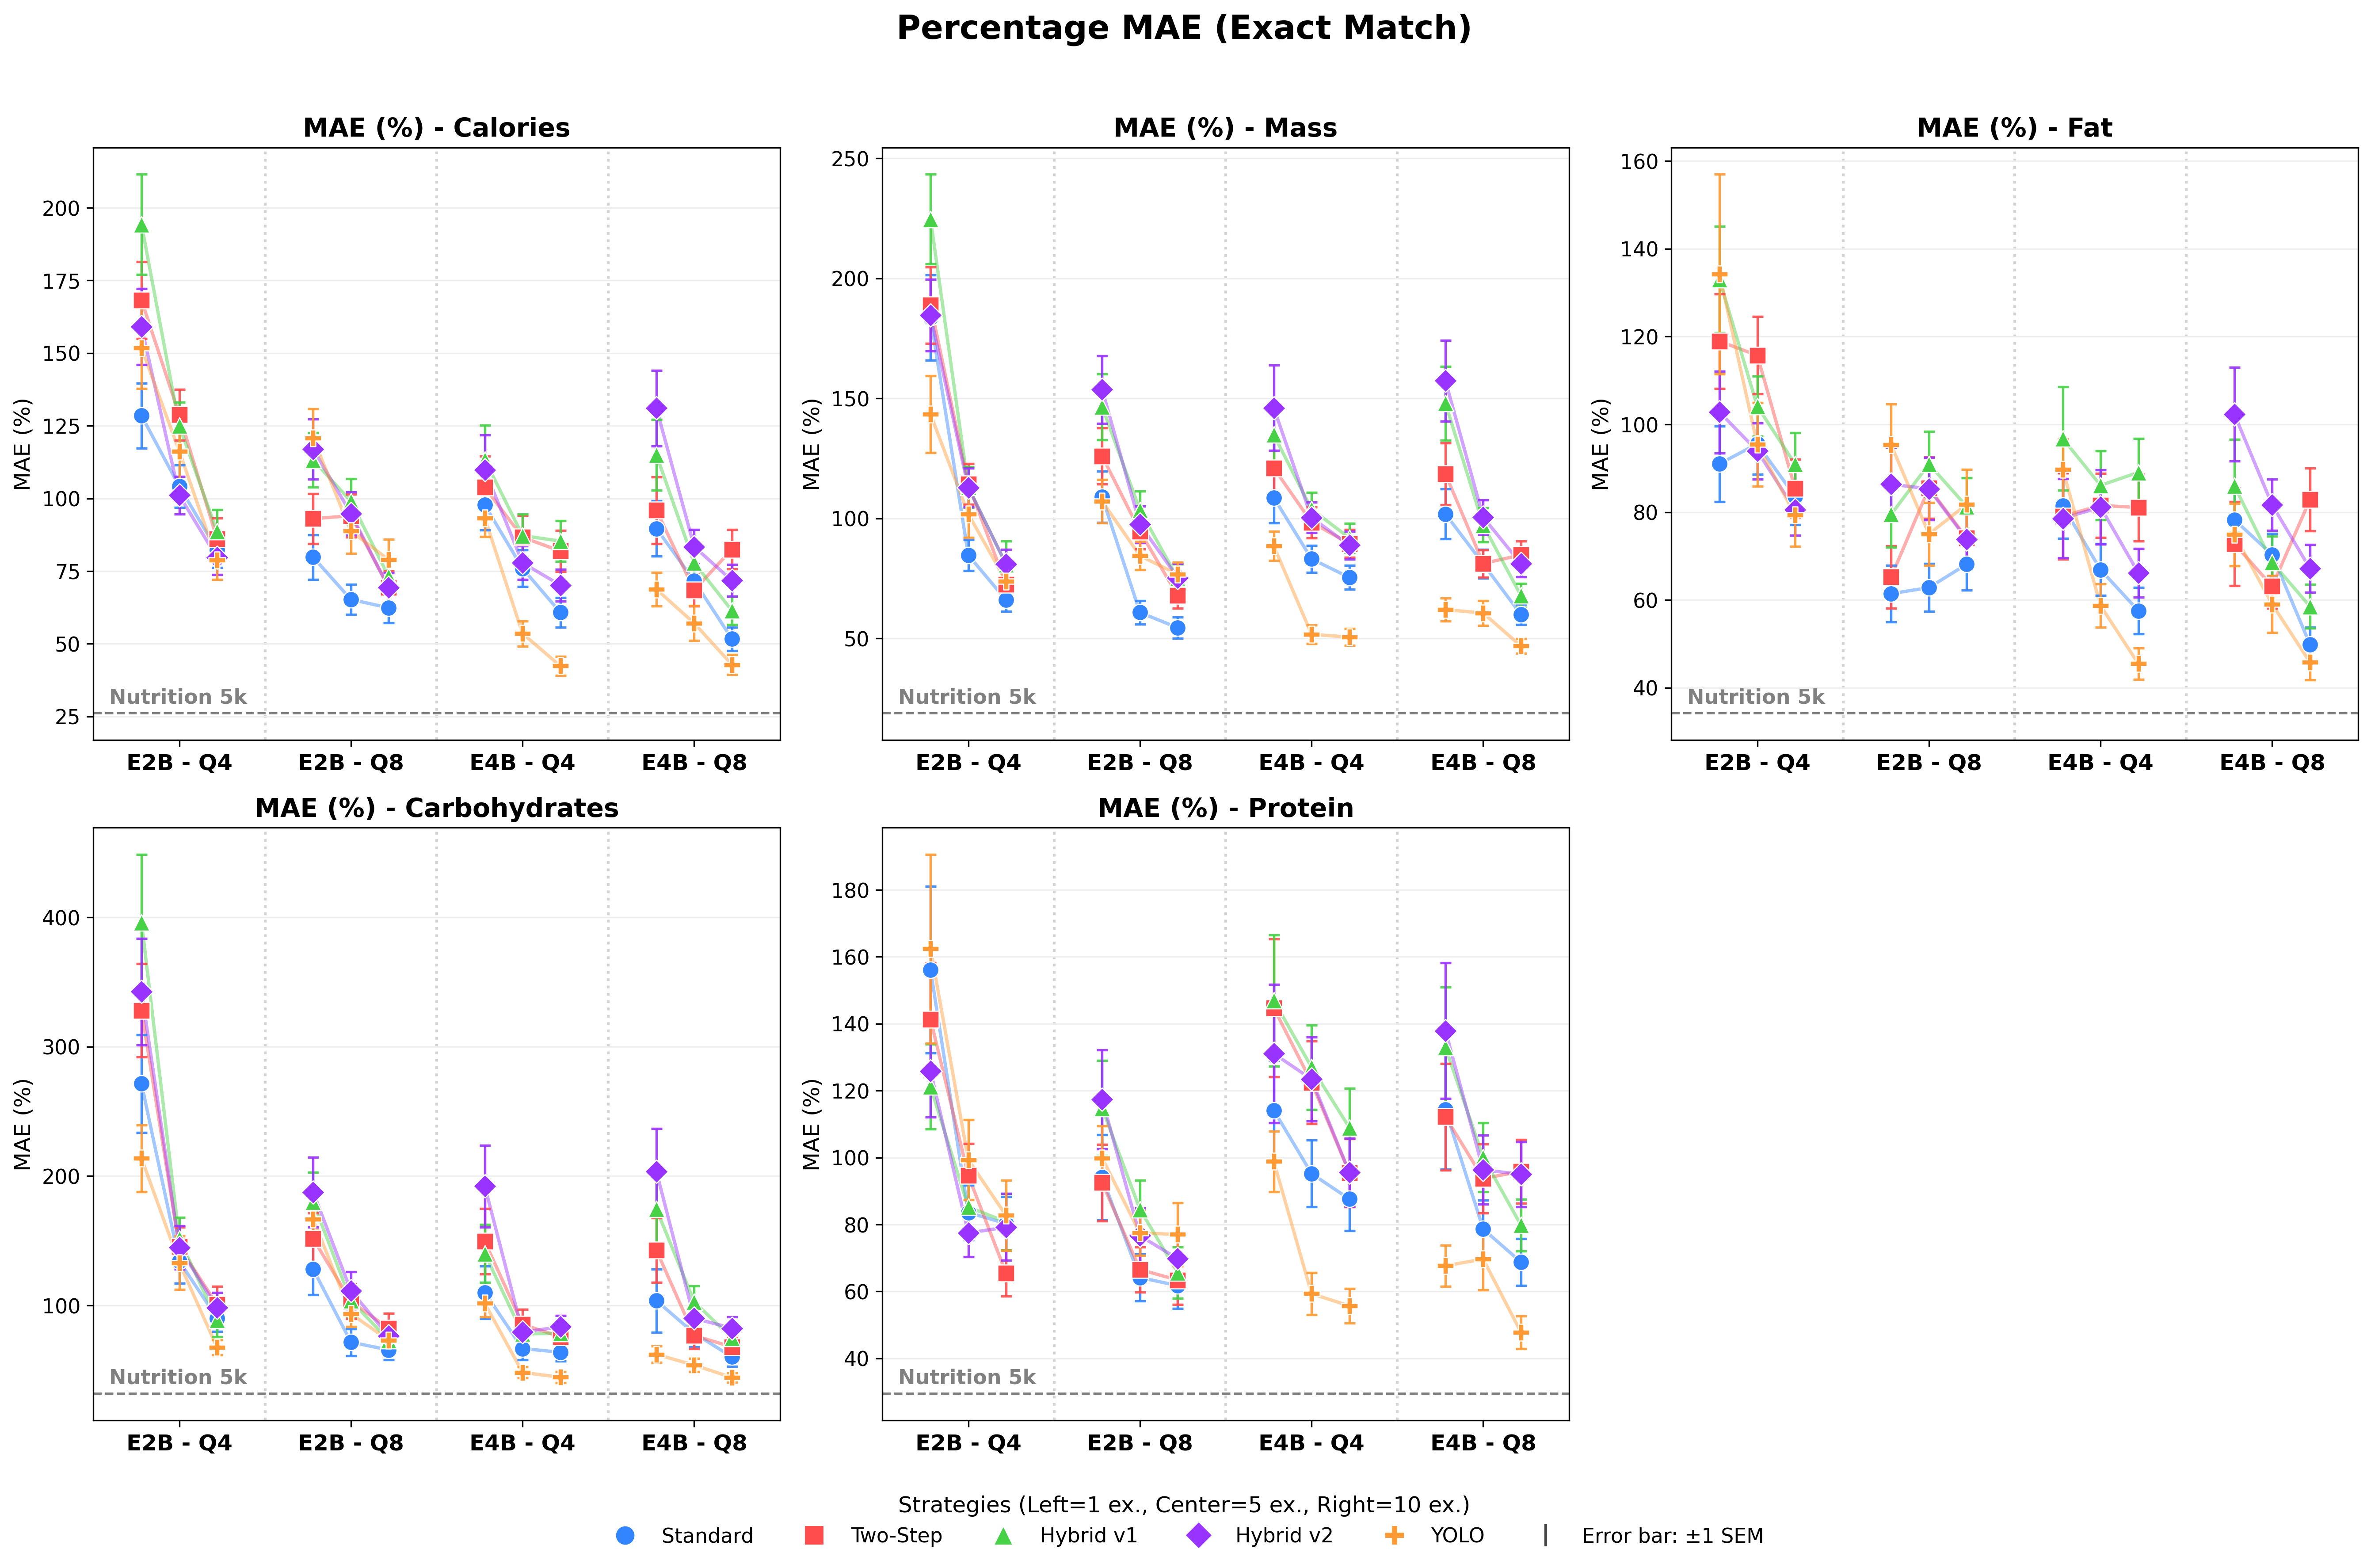 Percentage MAE (Exact Match)
MAE (%) - Calories
MAE (%)
200
175
150
125
100
75
50
25
Nutrition 5k
E2B - Q4
E2B - Q8
E4B - Q4
E4B - Q8
MAE (%) - Mass
MAE (%)
250
200
150
100
50
Nutrition 5k
E2B - Q4
E2B - Q8
E4B - Q4
E4B - Q8
MAE (%) - Fat
MAE (%)
160
140
120
100
80
60
40
Nutrition 5k
E2B - Q4
E2B - Q8
E4B - Q4
E4B - Q8
MAE (%) - Carbohydrates
MAE (%)
400
300
200
100
Nutrition 5k
E2B - Q4
E2B - Q8
E4B - Q4
E4B - Q8
MAE (%) - Protein
MAE (%)
180
160
140
120
100
80
60
40
Nutrition 5k
E2B - Q4
E2B - Q8
E4B - Q4
E4B - Q8
Strategies (Left=1 ex., Center=5 ex., Right=10 ex.)
Standard Two-Step Hybrid v1 Hybrid v2 YOLO Error bar: ±1 SEM